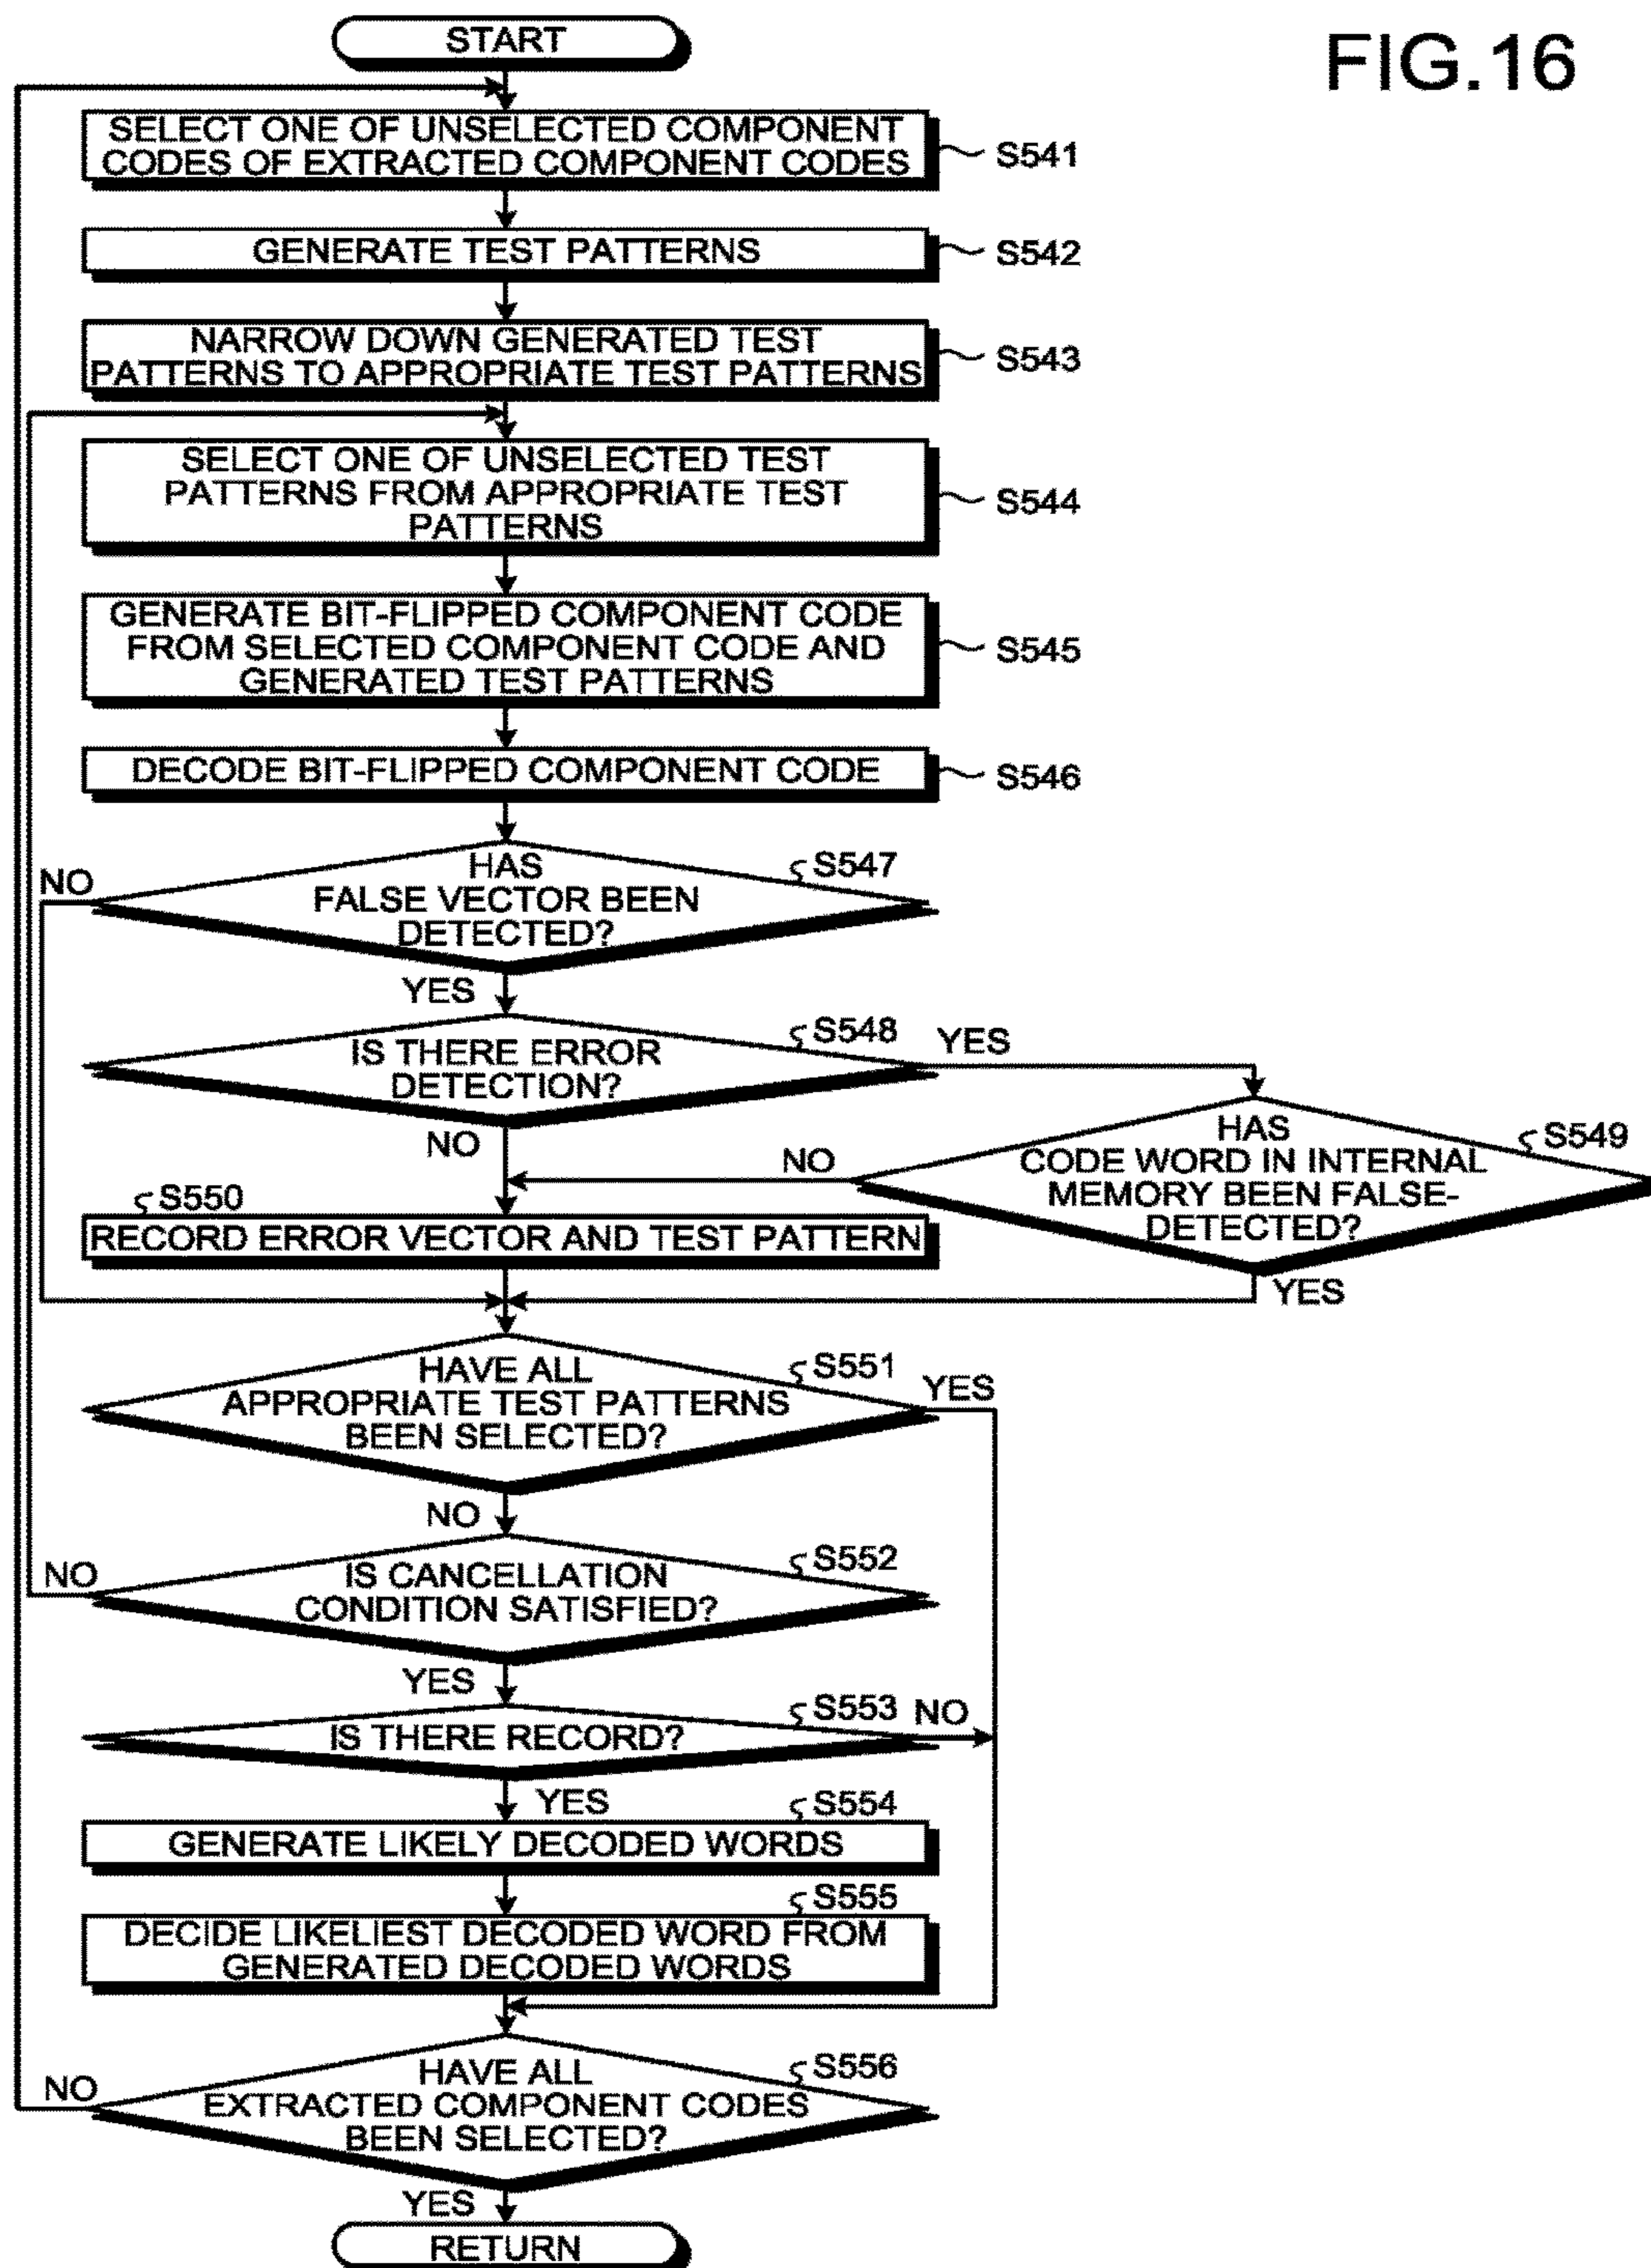 FIG.16
START
SELECT ONE OF UNSELECTED COMPONENT
CODES OF EXTRACTED COMPONENT CODES
S541
GENERATE TEST PATTERNS
S542
NARROW DOWN GENERATED TEST
PATTERNS TO APPROPRIATE TEST PATTERNS
S543
SELECT ONE OF UNSELECTED TEST
PATTERNS FROM APPROPRIATE TEST
PATTERNS
S544
GENERATE BIT-FLIPPED COMPONENT CODE
FROM SELECTED COMPONENT CODE AND
GENERATED TEST PATTERNS
S545
DECODE BIT-FLIPPED COMPONENT CODE
S546
S547
HAS
FALSE VECTOR BEEN
DETECTED?
NO
YES
S548
IS THERE ERROR
DETECTION?
YES
NO
S549
HAS
CODE WORD IN INTERNAL
MEMORY BEEN FALSE-
DETECTED?
NO
YES
S550
RECORD ERROR VECTOR AND TEST PATTERN
S551
HAVE ALL
APPROPRIATE TEST PATTERNS
BEEN SELECTED?
YES
NO
S552
IS CANCELLATION
CONDITION SATISFIED?
NO
YES
S553
IS THERE RECORD?
NO
YES
S554
GENERATE LIKELY DECODED WORDS
S555
DECIDE LIKELIEST DECODED WORD FROM
GENERATED DECODED WORDS
S556
HAVE ALL
EXTRACTED COMPONENT CODES
BEEN SELECTED?
NO
YES
RETURN